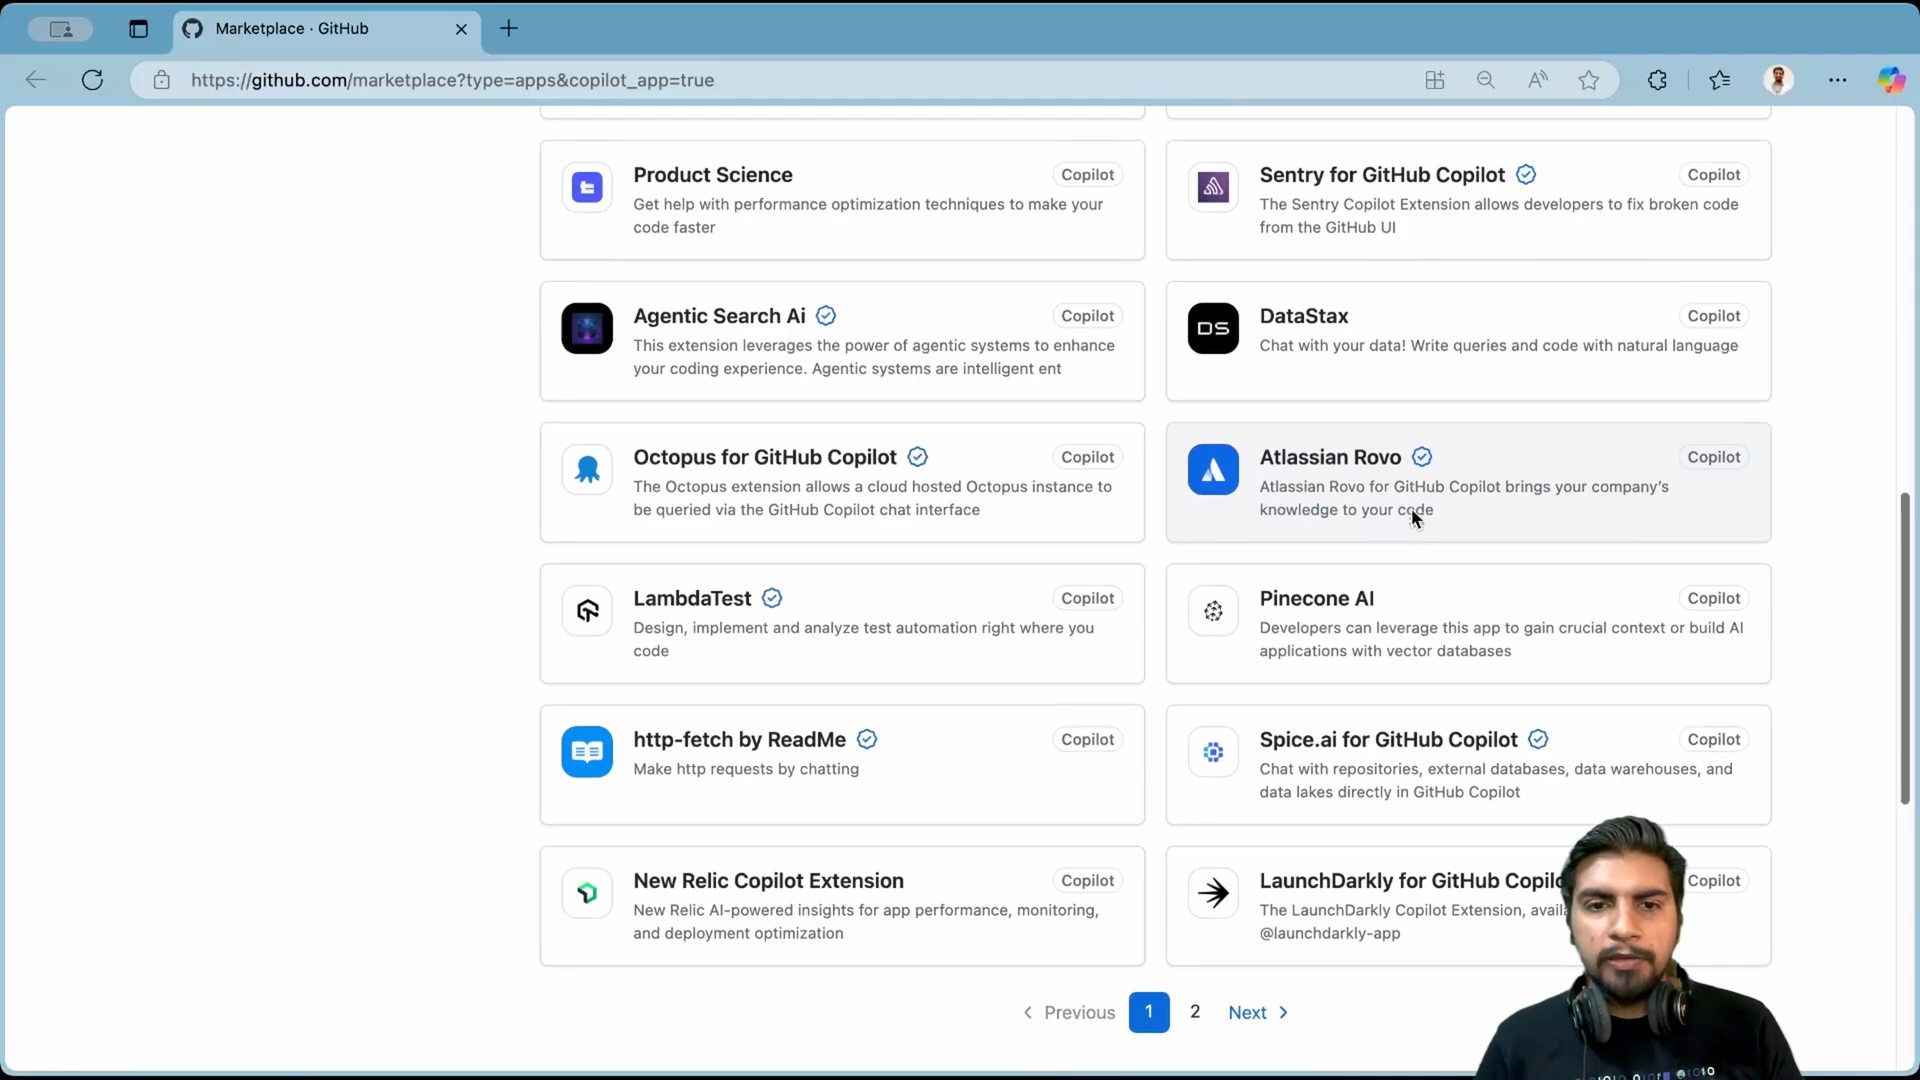 Marketplace · GitHub
https://github.com/marketplace?type=apps&copilot_app=true
Product Science
Copilot
Get help with performance optimization techniques to make your
code faster
Sentry for GitHub Copilot
Copilot
The Sentry Copilot Extension allows developers to fix broken code
from the GitHub UI
Agentic Search Ai
Copilot
This extension leverages the power of agentic systems to enhance
your coding experience. Agentic systems are intelligent ent
DS
DataStax
Copilot
Chat with your data! Write queries and code with natural language
Octopus for GitHub Copilot
Copilot
The Octopus extension allows a cloud hosted Octopus instance to
be queried via the GitHub Copilot chat interface
Atlassian Rovo
Copilot
Atlassian Rovo for GitHub Copilot brings your company’s
knowledge to your code
LambdaTest
Copilot
Design, implement and analyze test automation right where you
code
Pinecone AI
Copilot
Developers can leverage this app to gain crucial context or build AI
applications with vector databases
http-fetch by ReadMe
Copilot
Make http requests by chatting
Spice.ai for GitHub Copilot
Copilot
Chat with repositories, external databases, data warehouses, and
data lakes directly in GitHub Copilot
New Relic Copilot Extension
Copilot
New Relic AI-powered insights for app performance, monitoring,
and deployment optimization
LaunchDarkly for GitHub
Copilot
The LaunchDarkly Copilot Extension,
@launchdarkly-app
Previous 1 2 Next